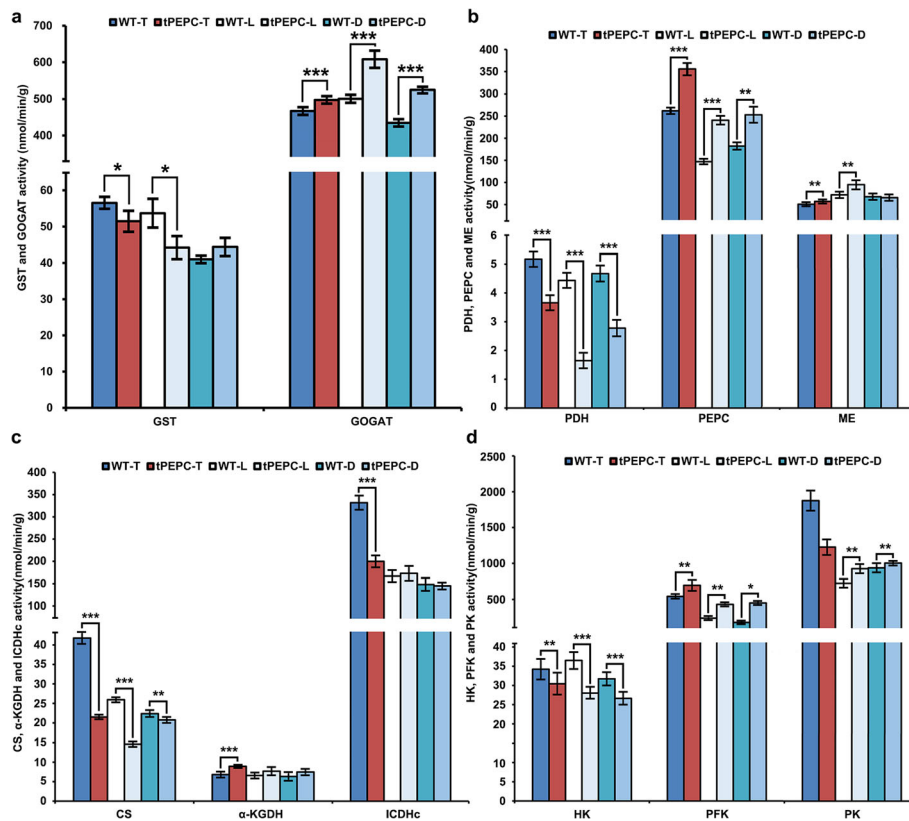 a
WT-T tPEPC-T WT-L tPEPC-L WT-D tPEPC-D
GST and GOGAT activity (nmol/min/g)
700
600
500
400
60
50
40
30
20
10
0
* * *** *** ***
GST GOGAT
b
WT-T tPEPC-T WT-L tPEPC-L WT-D tPEPC-D
PDH, PEPC and ME activity(nmol/min/g)
400
350
300
250
200
150
100
50
6
5
4
3
2
1
0
*** *** *** *** *** ** ** **
PDH PEPC ME
c
WT-T tPEPC-T WT-L tPEPC-L WT-D tPEPC-D
CS, α-KGDH and ICDHc activity(nmol/min/g)
400
350
300
250
200
150
100
50
40
35
30
25
20
15
10
5
0
*** *** ** *** ***
CS α-KGDH ICDHc
d
WT-T tPEPC-T WT-L tPEPC-L WT-D tPEPC-D
HK, PFK and PK activity(nmol/min/g)
2500
2000
1500
1000
500
40
35
30
25
20
15
10
5
0
** *** *** ** ** * ** **
HK PFK PK